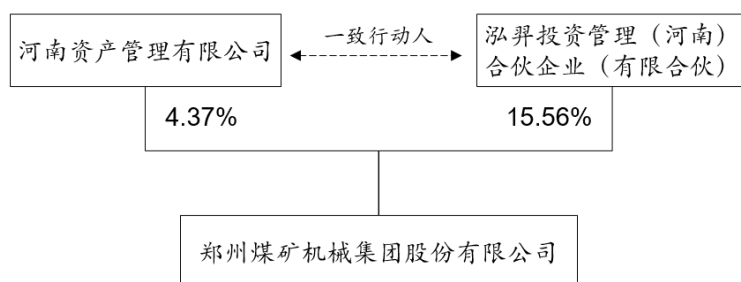 河南资产管理有限公司
一致行动人
泓羿投资管理（河南）
合伙企业（有限合伙）
4.37%
15.56%
郑州煤矿机械集团股份有限公司